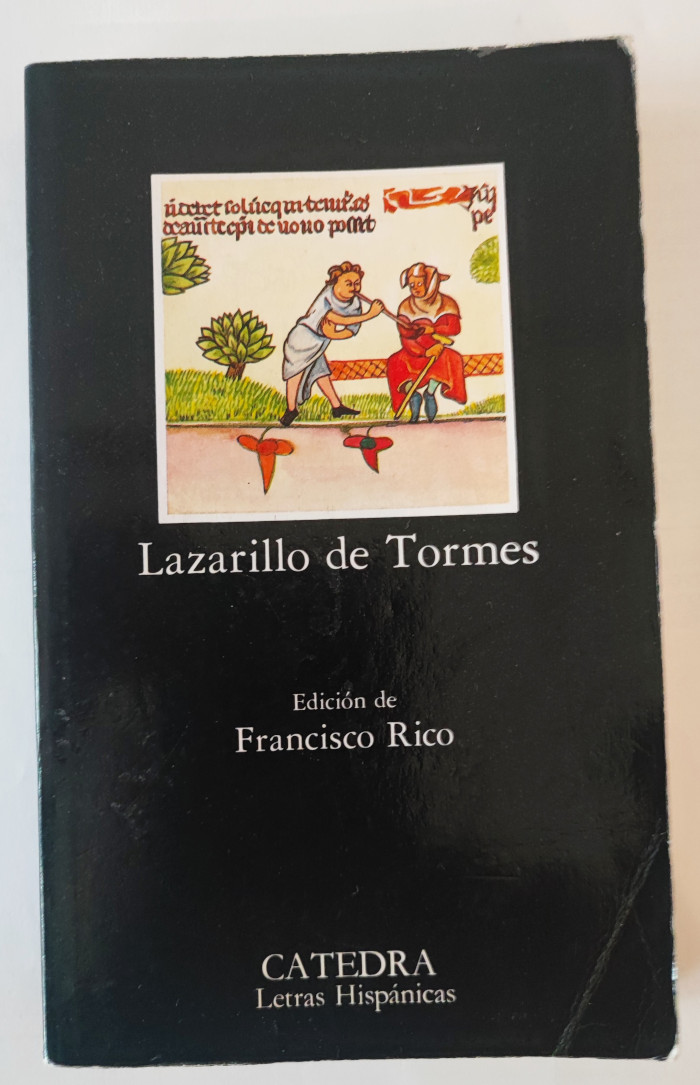 Lazarillo de Tormes
Edición de
Francisco Rico
CATEDRA
Letras Hispánicas